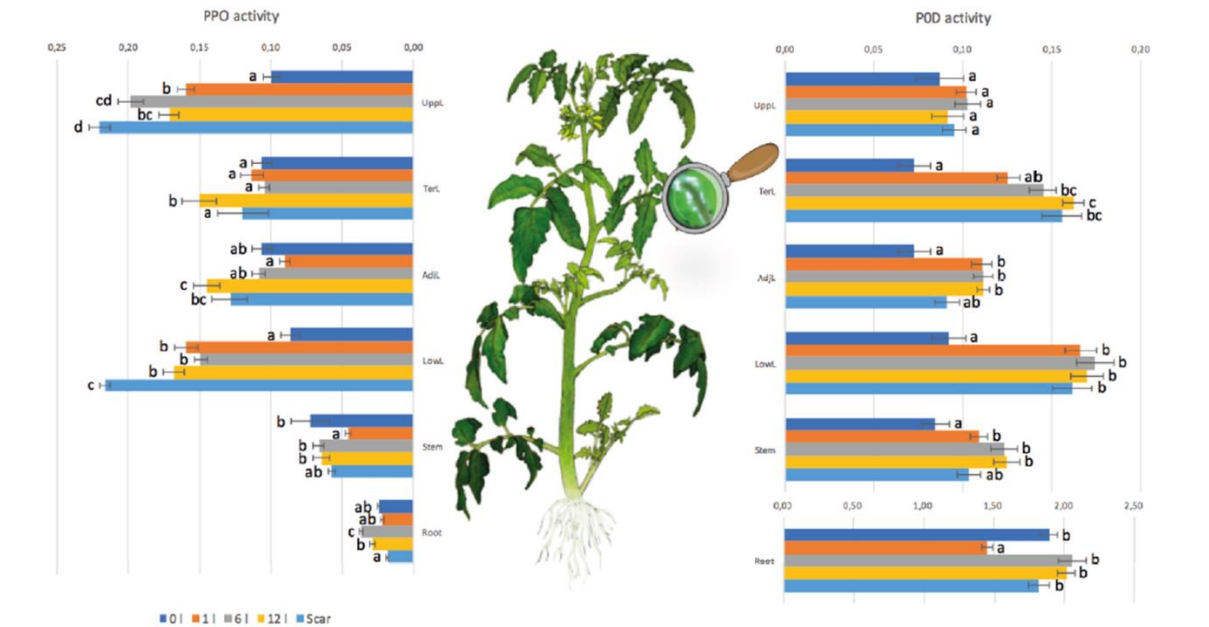 PPO activity
0,25 0,20 0,15 0,10 0,05 0,00
a
b
cd
bc
d
UppL
a
a
a
b
a
TerL
ab
a
ab
c
bc
AdjL
a
b
b
b
c
LowL
b
a
b
b
ab
Stem
ab
ab
c
b
a
Root
0 I 1 I 6 I 12 I Scar
POD activity
0,00 0,05 0,10 0,15 0,20
UppL
a
a
a
a
a
TerL
a
ab
bc
c
bc
AdjL
a
b
b
b
ab
LowL
a
b
b
b
b
Stem
a
b
b
b
ab
0,00 0,50 1,00 1,50 2,00 2,50
Root
b
a
b
b
b